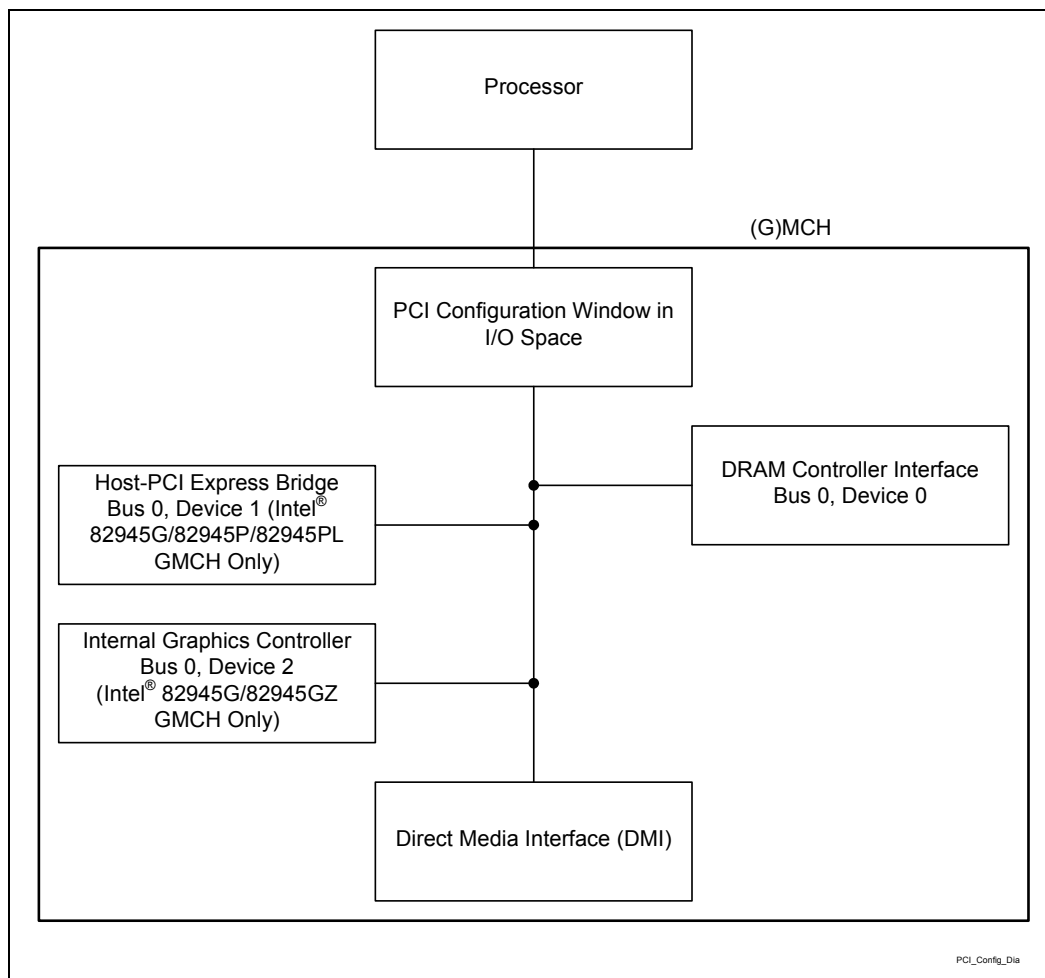 Processor
(G)MCH
PCI Configuration Window in
I/O Space
DRAM Controller Interface
Bus 0, Device 0
Host-PCI Express Bridge
Bus 0, Device 1 (Intel®
82945G/82945P/82945PL
GMCH Only)
Internal Graphics Controller
Bus 0, Device 2
(Intel® 82945G/82945GZ
GMCH Only)
Direct Media Interface (DMI)
PCI_Config_Dia